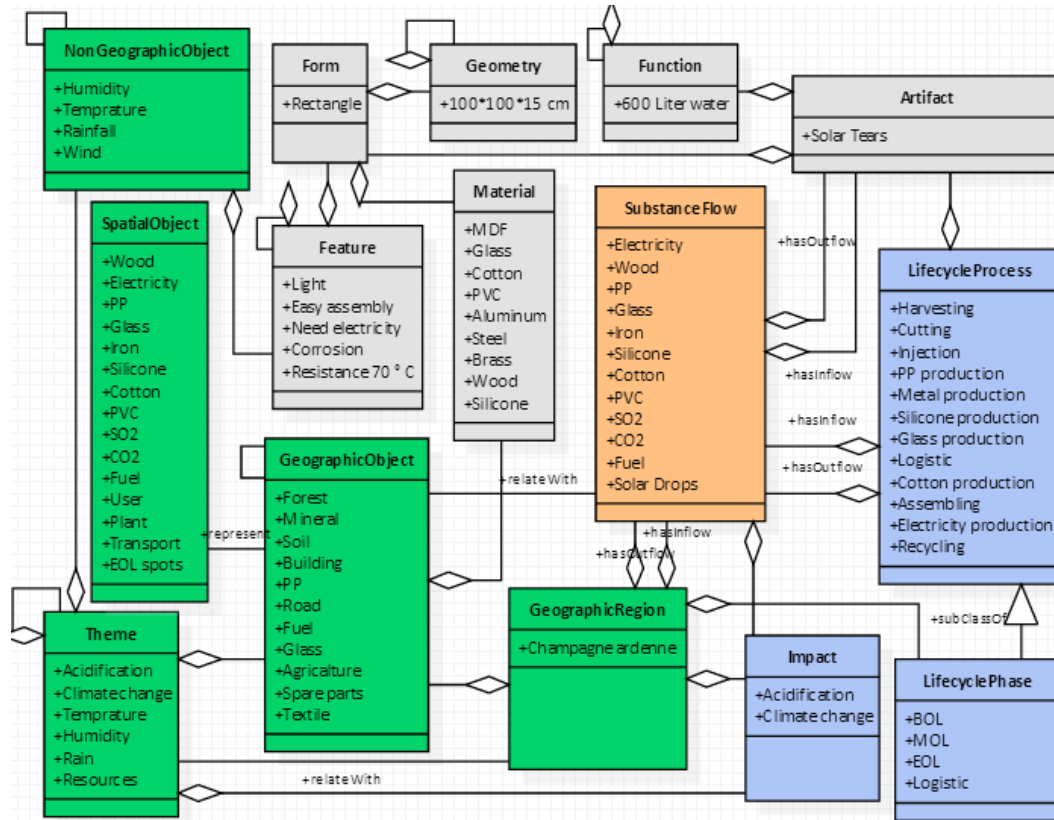 NonGeographicObject
+Humidity
+Temprature
+Rainfall
+Wind
Form
+Rectangle
Geometry
+100*100*15 cm
Function
+600 Liter water
Artifact
+Solar Tears
SpatialObject
+Wood
+Electricity
+PP
+Glass
+Iron
+Silicone
+Cotton
+PVC
+SO2
+CO2
+Fuel
+User
+Plant
+Transport
+EOL spots
Feature
+Light
+Easy assembly
+Need electricity
+Corrosion
+Resistance 70 ° C
Material
+MDF
+Glass
+Cotton
+PVC
+Aluminum
+Steel
+Brass
+Wood
+Silicone
SubstanceFlow
+Electricity
+Wood
+PP
+Glass
+Iron
+Silicone
+Cotton
+PVC
+SO2
+CO2
+Fuel
+Solar Drops
+hasOutflow
+hasInflow
+hasInflow
+hasOutflow
LifecycleProcess
+Harvesting
+Cutting
+Injection
+PP production
+Metal production
+Silicone production
+Glass production
+Logistic
+Cotton production
+Assembling
+Electricity production
+Recycling
GeographicObject
+Forest
+Mineral
+Soil
+Building
+PP
+Road
+Fuel
+Glass
+Agricalture
+Spare parts
+Textile
+relateWith
+represent
+hasInflow
+hasOutflow
GeographicRegion
+Champagne ardenne
+subClassOf
Theme
+Acidification
+Climate change
+Temprature
+Humidity
+Rain
+Resources
+relateWith
Impact
+Acidification
+Climate change
LifecyclePhase
+BOL
+MOL
+EOL
+Logistic